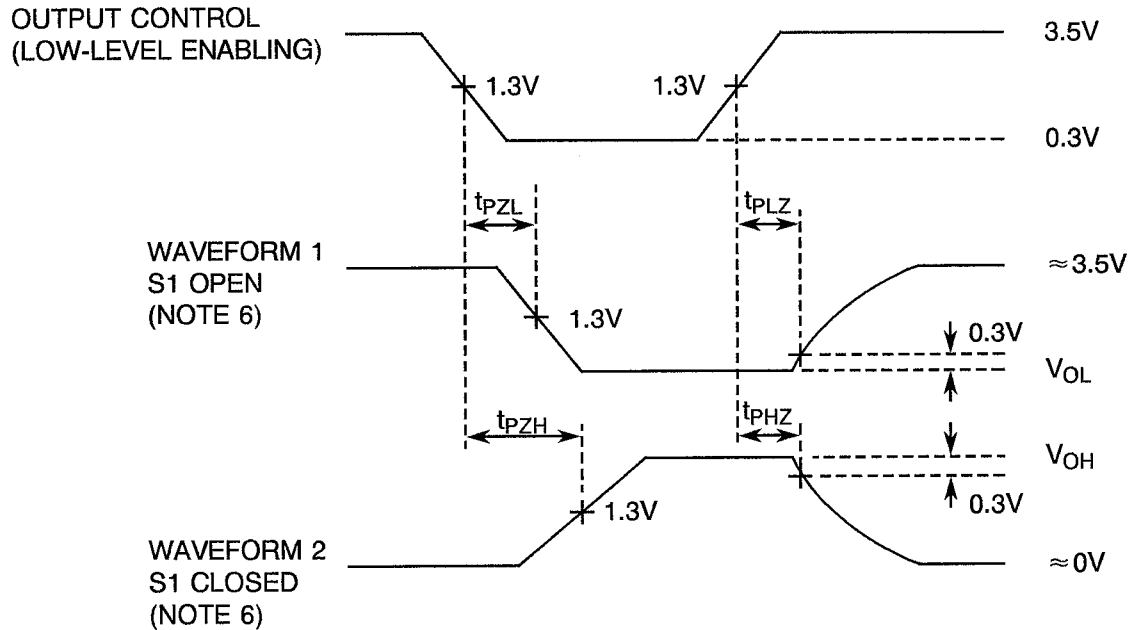 OUTPUT CONTROL
(LOW-LEVEL ENABLING)
1.3V
1.3V
3.5V
0.3V
tPZL
tPLZ
WAVEFORM 1
S1 OPEN
(NOTE 6)
1.3V
≈3.5V
0.3V
VOL
tPZH
tPHZ
VOH
0.3V
1.3V
WAVEFORM 2
S1 CLOSED
(NOTE 6)
≈0V